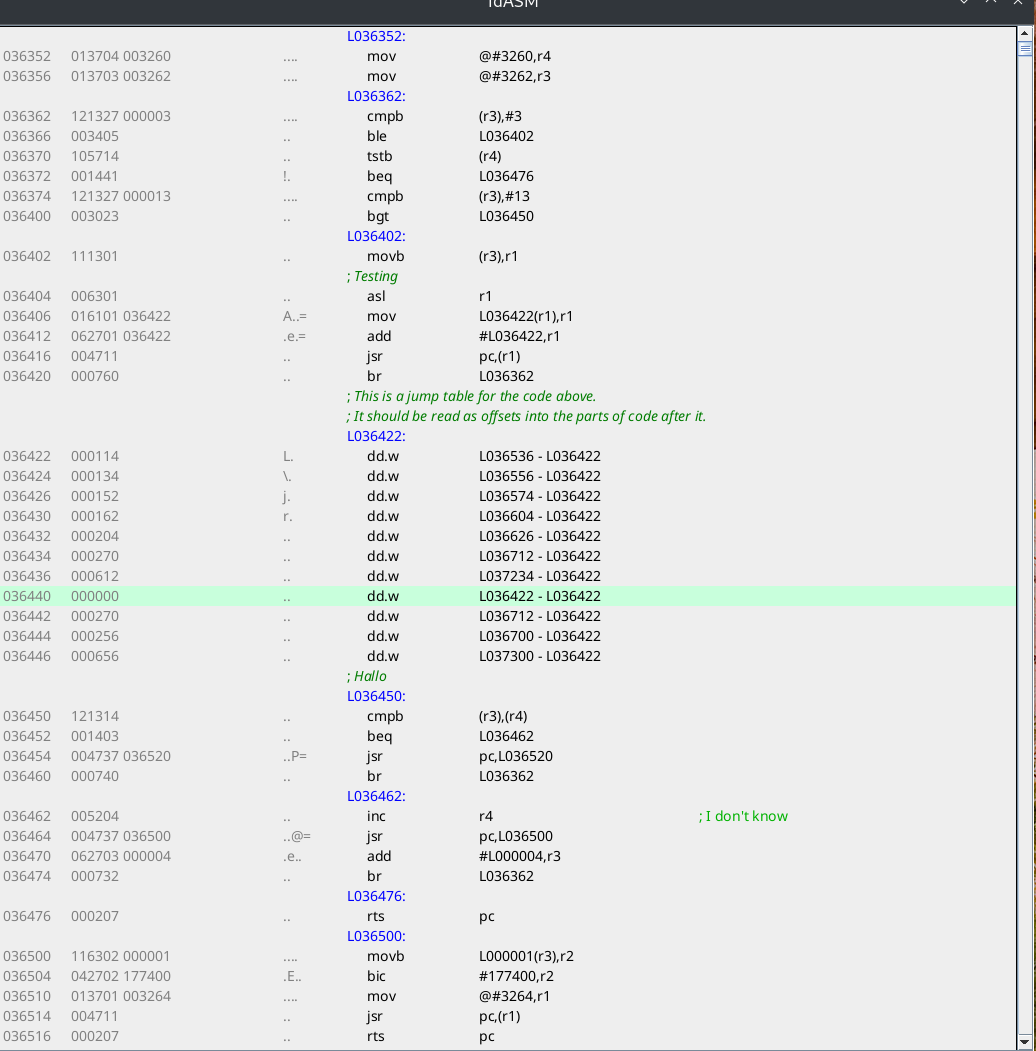 IdASM
L036352:
036352 013704 003260 .... mov @#3260,r4
036356 013703 003262 .... mov @#3262,r3
L036362:
036362 121327 000003 .... cmpb (r3),#3
036366 003405 .. ble L036402
036370 105714 .. tstb (r4)
036372 001441 !. beq L036476
036374 121327 000013 .... cmpb (r3),#13
036400 003023 .. bgt L036450
L036402:
036402 111301 .. movb (r3),r1
; Testing
036404 006301 .. asl r1
036406 016101 036422 A..= mov L036422(r1),r1
036412 062701 036422 .e.= add #L036422,r1
036416 004711 .. jsr pc,(r1)
036420 000760 .. br L036362
; This is a jump table for the code above.
; It should be read as offsets into the parts of code after it.
L036422:
036422 000114 L. dd.w L036536 - L036422
036424 000134 \. dd.w L036556 - L036422
036426 000152 j. dd.w L036574 - L036422
036430 000162 r. dd.w L036604 - L036422
036432 000204 .. dd.w L036626 - L036422
036434 000270 .. dd.w L036712 - L036422
036436 000612 .. dd.w L037234 - L036422
036440 000000 .. dd.w L036422 - L036422
036442 000270 .. dd.w L036712 - L036422
036444 000256 .. dd.w L036700 - L036422
036446 000656 .. dd.w L037300 - L036422
; Hallo
L036450:
036450 121314 .. cmpb (r3),(r4)
036452 001403 .. beq L036462
036454 004737 036520 ..P= jsr pc,L036520
036460 000740 .. br L036362
L036462:
036462 005204 .. inc r4 ; I don't know
036464 004737 036500 ..@= jsr pc,L036500
036470 062703 000004 .e.. add #L000004,r3
036474 000732 .. br L036362
L036476:
036476 000207 .. rts pc
L036500:
036500 116302 000001 .... movb L000001(r3),r2
036504 042702 177400 .E.. bic #177400,r2
036510 013701 003264 .... mov @#3264,r1
036514 004711 .. jsr pc,(r1)
036516 000207 .. rts pc